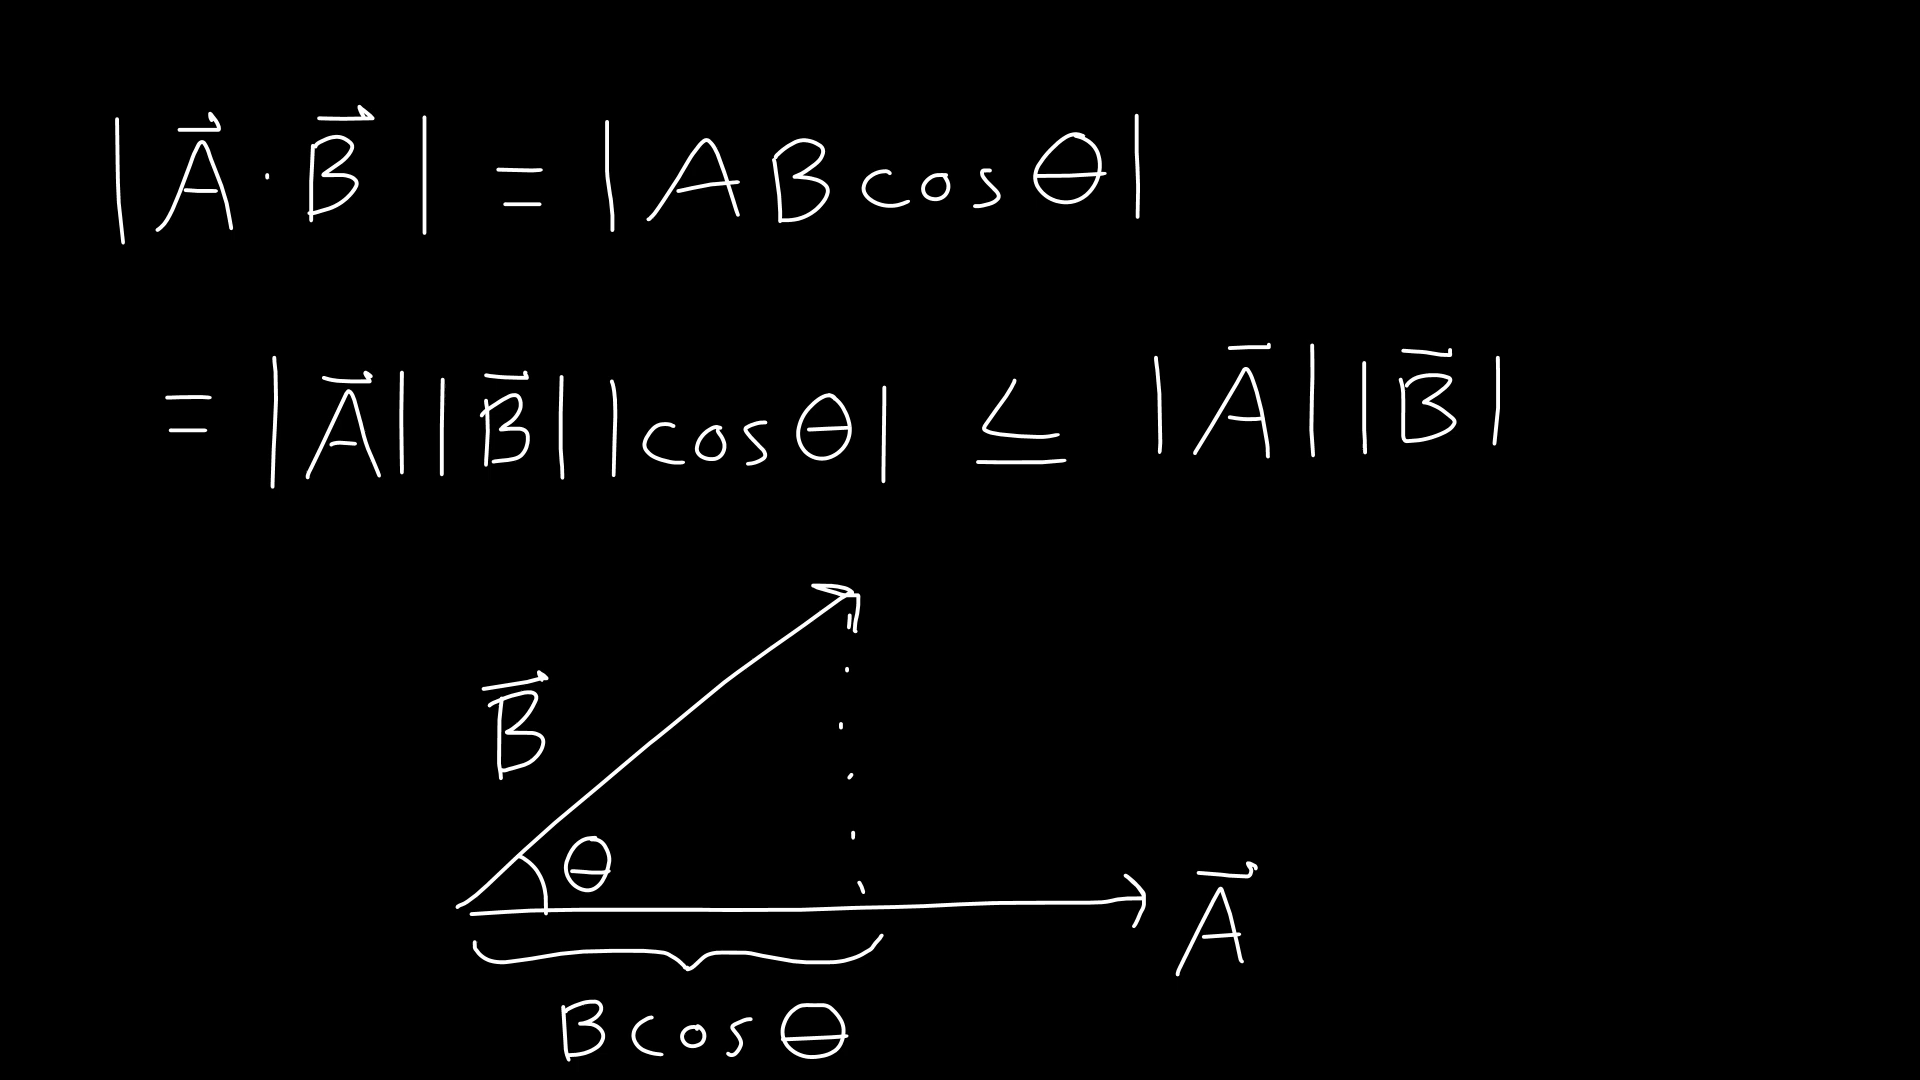 |A⃗ · B⃗| = |AB cos θ|
= |A⃗||B⃗||cos θ| ≤ |A⃗||B⃗|
B⃗
θ
A⃗
B cos θ